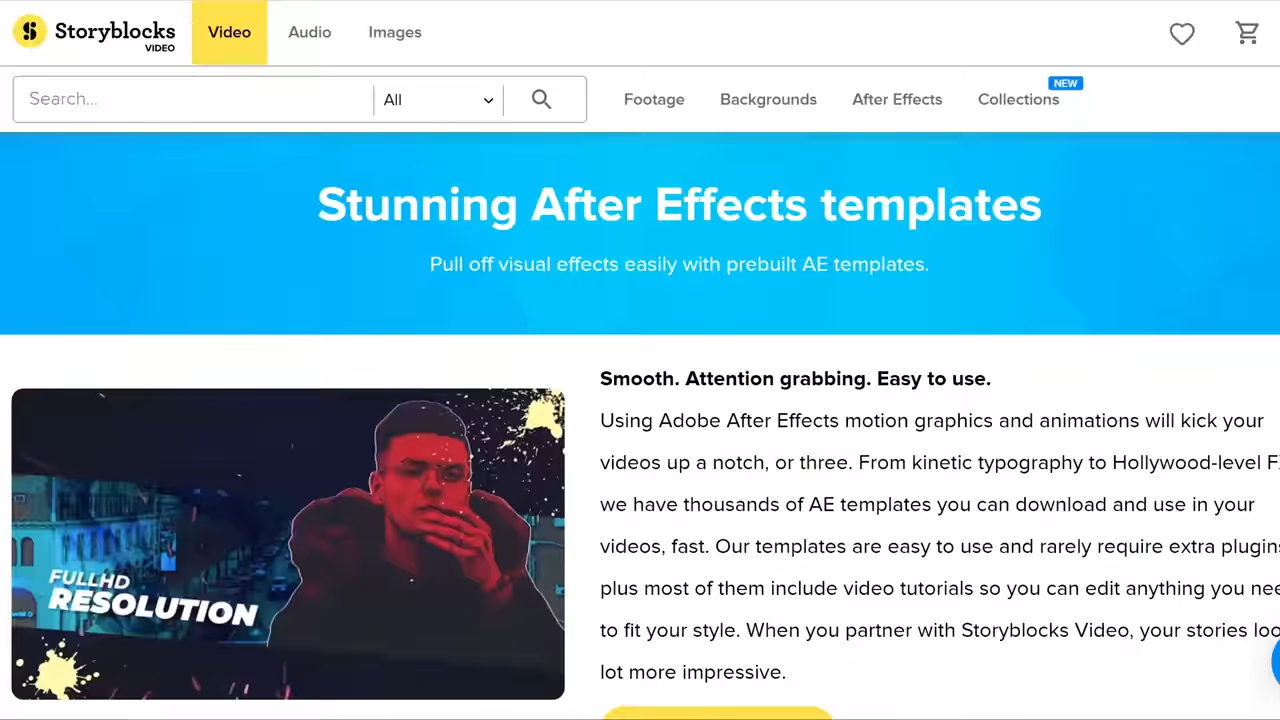 Storyblocks
VIDEO
Video
Audio
Images
Search...
All
Footage
Backgrounds
After Effects
Collections
NEW
Stunning After Effects templates
Pull off visual effects easily with prebuilt AE templates.
FULLHD
RESOLUTION
Smooth. Attention grabbing. Easy to use.
Using Adobe After Effects motion graphics and animations will kick your
videos up a notch, or three. From kinetic typography to Hollywood-level
we have thousands of AE templates you can download and use in your
videos, fast. Our templates are easy to use and rarely require extra
plus most of them include video tutorials so you can edit anything you
to fit your style. When you partner with Storyblocks Video, your stories
lot more impressive.